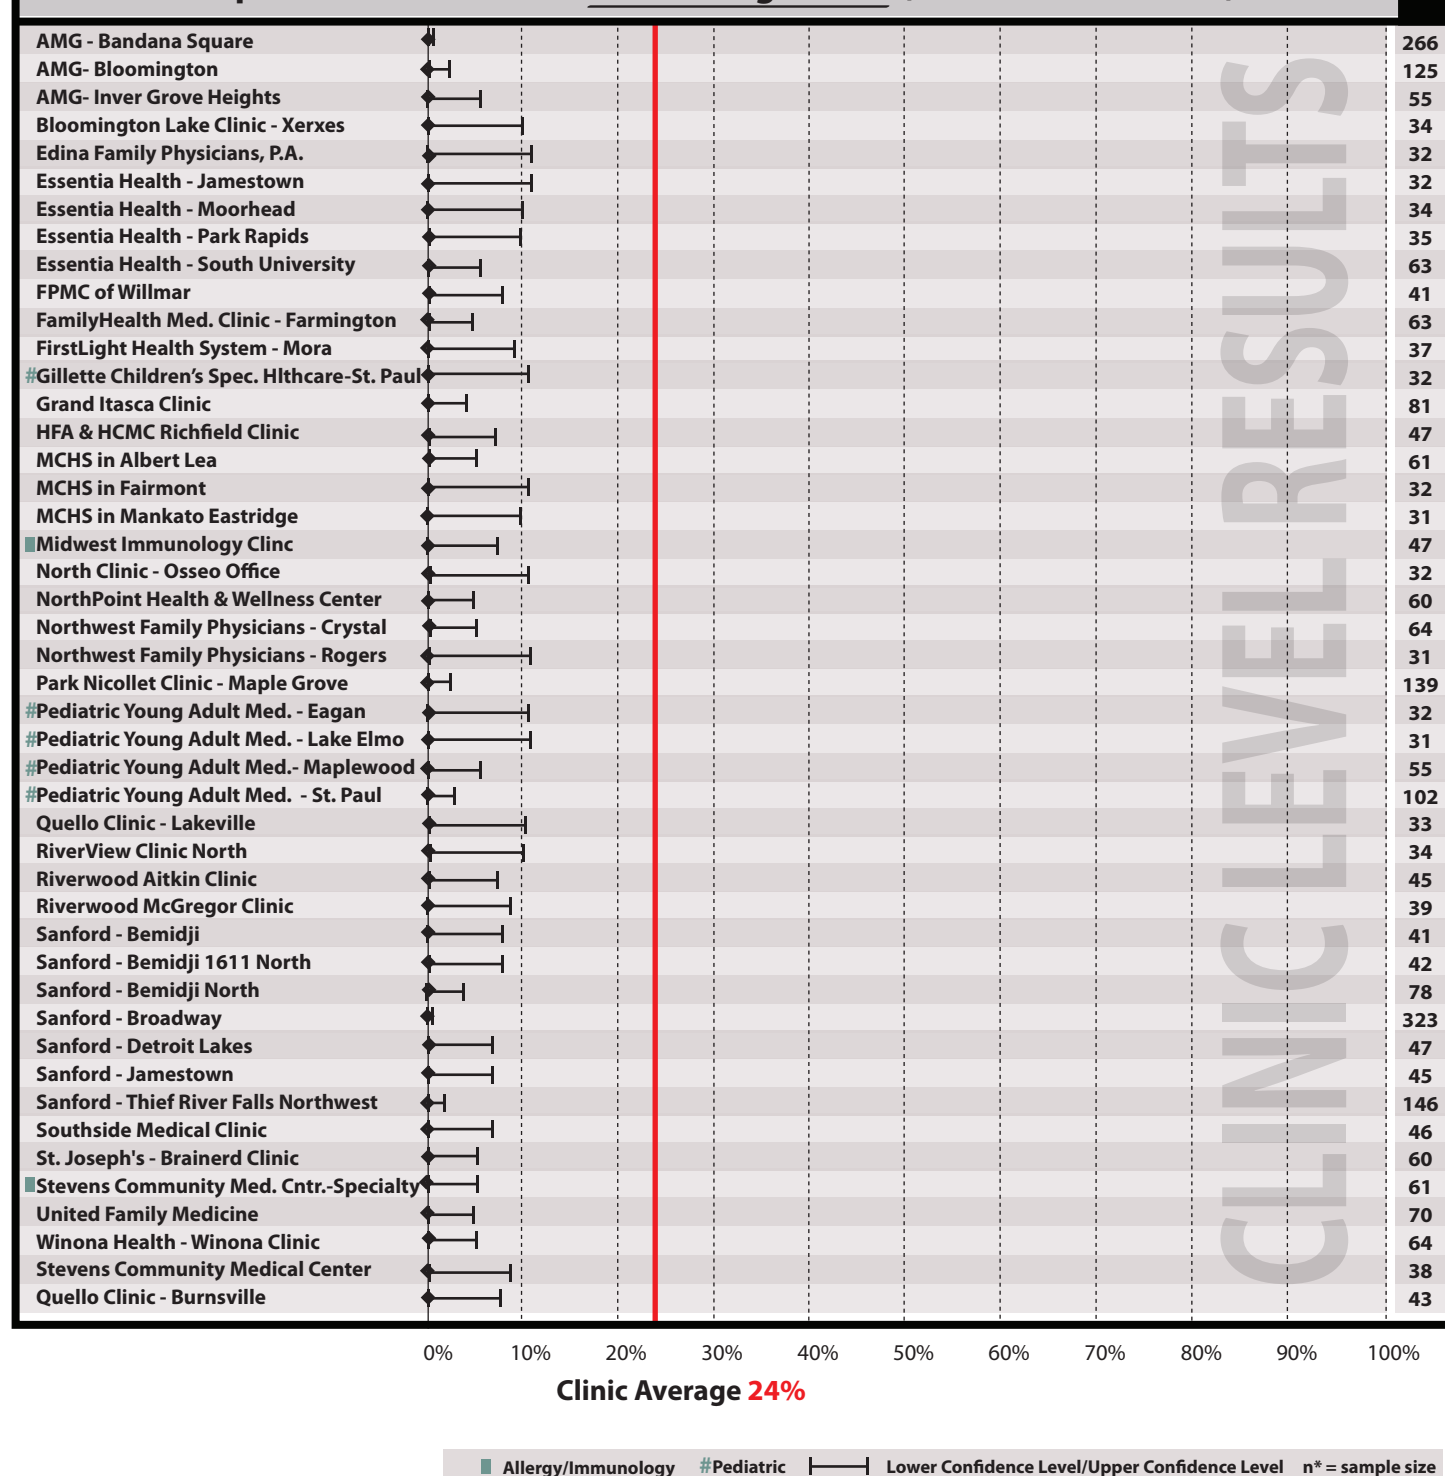 AMG - Bandana Square 266
AMG- Bloomington 125
AMG- Inver Grove Heights 55
Bloomington Lake Clinic - Xerxes 34
Edina Family Physicians, P.A. 32
Essentia Health - Jamestown 32
Essentia Health - Moorhead 34
Essentia Health - Park Rapids 35
Essentia Health - South University 63
FPMC of Willmar 41
FamilyHealth Med. Clinic - Farmington 63
FirstLight Health System - Mora 37
#Gillette Children’s Spec. Hlthcare-St. Paul 32
Grand Itasca Clinic 81
HFA & HCMC Richfield Clinic 47
MCHS in Albert Lea 61
MCHS in Fairmont 32
MCHS in Mankato Eastridge 31
Midwest Immunology Clinc 47
North Clinic - Osseo Office 32
NorthPoint Health & Wellness Center 60
Northwest Family Physicians - Crystal 64
Northwest Family Physicians - Rogers 31
Park Nicollet Clinic - Maple Grove 139
#Pediatric Young Adult Med. - Eagan 32
#Pediatric Young Adult Med. - Lake Elmo 31
#Pediatric Young Adult Med.- Maplewood 55
#Pediatric Young Adult Med. - St. Paul 102
Quello Clinic - Lakeville 33
RiverView Clinic North 34
Riverwood Aitkin Clinic 45
Riverwood McGregor Clinic 39
Sanford - Bemidji 41
Sanford - Bemidji 1611 North 42
Sanford - Bemidji North 78
Sanford - Broadway 323
Sanford - Detroit Lakes 47
Sanford - Jamestown 45
Sanford - Thief River Falls Northwest 146
Southside Medical Clinic 46
St. Joseph's - Brainerd Clinic 60
Stevens Community Med. Cntr.-Specialty 61
United Family Medicine 70
Winona Health - Winona Clinic 64
Stevens Community Medical Center 38
Quello Clinic - Burnsville 43
CLINIC LEVEL RESULTS
0% 10% 20% 30% 40% 50% 60% 70% 80% 90% 100%
Clinic Average 24%
Allergy/Immunology #Pediatric Lower Confidence Level/Upper Confidence Level n* = sample size